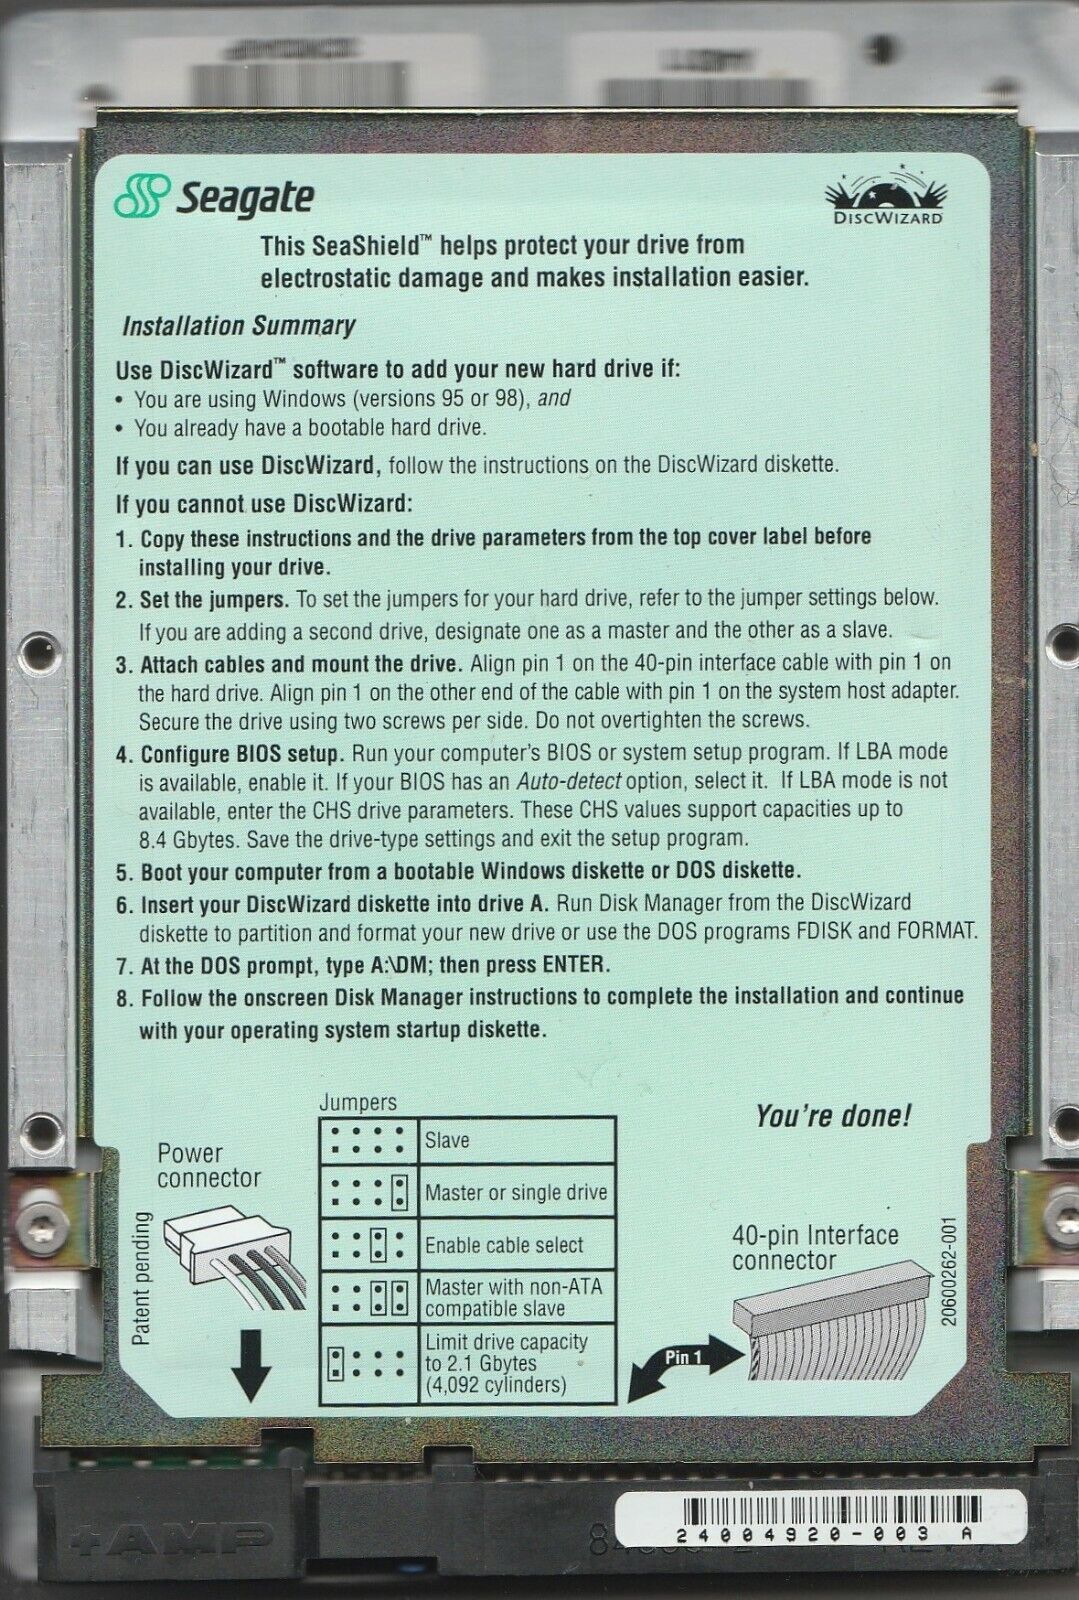 Seagate
DISCWIZARD
This SeaShield™ helps protect your drive from
electrostatic damage and makes installation easier.
Installation Summary
Use DiscWizard™ software to add your new hard drive if:
• You are using Windows (versions 95 or 98), and
• You already have a bootable hard drive.
If you can use DiscWizard, follow the instructions on the DiscWizard diskette.
If you cannot use DiscWizard:
1. Copy these instructions and the drive parameters from the top cover label before
installing your drive.
2. Set the jumpers. To set the jumpers for your hard drive, refer to the jumper settings below.
If you are adding a second drive, designate one as a master and the other as a slave.
3. Attach cables and mount the drive. Align pin 1 on the 40-pin interface cable with pin 1 on
the hard drive. Align pin 1 on the other end of the cable with pin 1 on the system host adapter.
Secure the drive using two screws per side. Do not overtighten the screws.
4. Configure BIOS setup. Run your computer's BIOS or system setup program. If LBA mode
is available, enable it. If your BIOS has an Auto-detect option, select it. If LBA mode is not
available, enter the CHS drive parameters. These CHS values support capacities up to
8.4 Gbytes. Save the drive-type settings and exit the setup program.
5. Boot your computer from a bootable Windows diskette or DOS diskette.
6. Insert your DiscWizard diskette into drive A. Run Disk Manager from the DiscWizard
diskette to partition and format your new drive or use the DOS programs FDISK and FORMAT.
7. At the DOS prompt, type A:\DM; then press ENTER.
8. Follow the onscreen Disk Manager instructions to complete the installation and continue
with your operating system startup diskette.
Jumpers
Slave
Master or single drive
Enable cable select
Master with non-ATA
compatible slave
Limit drive capacity
to 2.1 Gbytes
(4,092 cylinders)
Power
connector
Patent pending
You're done!
40-pin Interface
connector
Pin 1
20600262-001
AMP
24004920-003 A